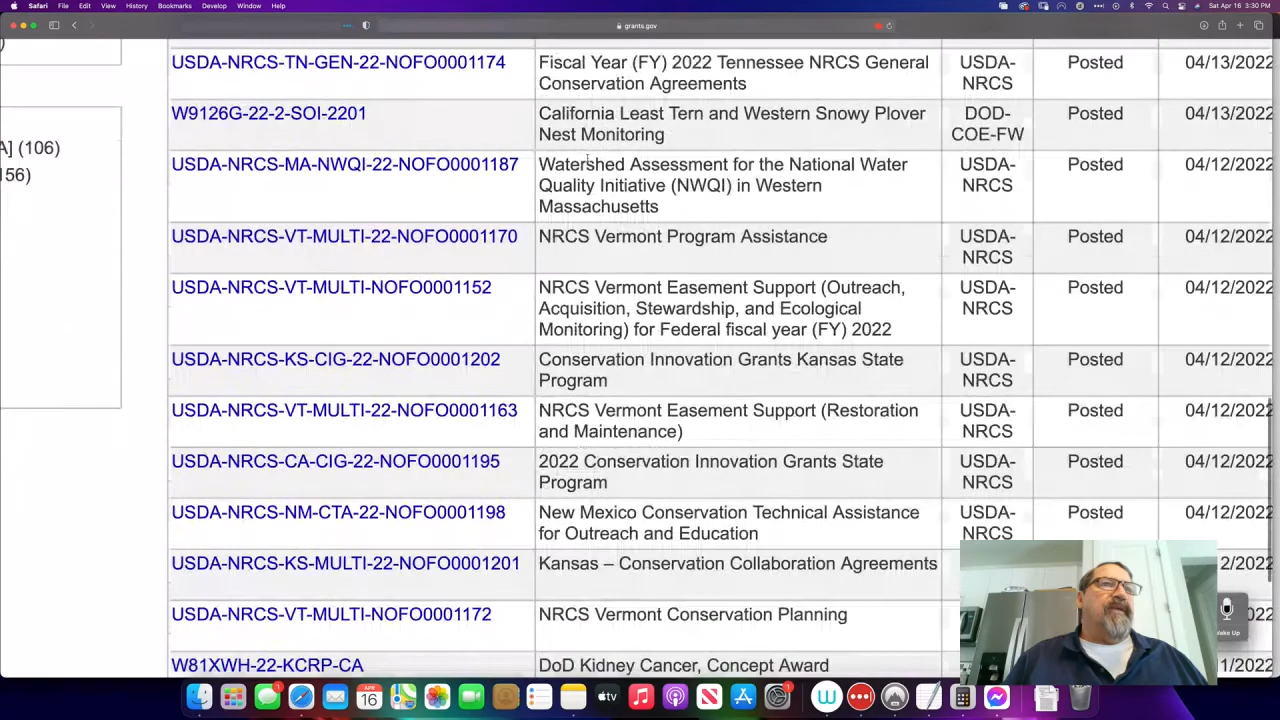 Safari File Edit View History Bookmarks Develop Window Help
Sat Apr 16 3:30 PM
grants.gov
A] (106)
156)
USDA-NRCS-TN-GEN-22-NOFO0001174
Fiscal Year (FY) 2022 Tennessee NRCS General
Conservation Agreements
USDA-
NRCS
Posted
04/13/2022
W9126G-22-2-SOI-2201
California Least Tern and Western Snowy Plover
Nest Monitoring
DOD-
COE-FW
Posted
04/13/2022
USDA-NRCS-MA-NWQI-22-NOFO0001187
Watershed Assessment for the National Water
Quality Initiative (NWQI) in Western
Massachusetts
USDA-
NRCS
Posted
04/12/2022
USDA-NRCS-VT-MULTI-22-NOFO0001170
NRCS Vermont Program Assistance
USDA-
NRCS
Posted
04/12/2022
USDA-NRCS-VT-MULTI-NOFO0001152
NRCS Vermont Easement Support (Outreach,
Acquisition, Stewardship, and Ecological
Monitoring) for Federal fiscal year (FY) 2022
USDA-
NRCS
Posted
04/12/2022
USDA-NRCS-KS-CIG-22-NOFO0001202
Conservation Innovation Grants Kansas State
Program
USDA-
NRCS
Posted
04/12/2022
USDA-NRCS-VT-MULTI-22-NOFO0001163
NRCS Vermont Easement Support (Restoration
and Maintenance)
USDA-
NRCS
Posted
04/12/2022
USDA-NRCS-CA-CIG-22-NOFO0001195
2022 Conservation Innovation Grants State
Program
USDA-
NRCS
Posted
04/12/2022
USDA-NRCS-NM-CTA-22-NOFO0001198
New Mexico Conservation Technical Assistance
for Outreach and Education
USDA-
NRCS
Posted
04/12/2022
USDA-NRCS-KS-MULTI-22-NOFO0001201
Kansas – Conservation Collaboration Agreements
2/2022
USDA-NRCS-VT-MULTI-22-NOFO0001172
NRCS Vermont Conservation Planning
2/2022
W81XWH-22-KCRP-CA
DoD Kidney Cancer, Concept Award
1/2022
Wake Up
APR
16
tv